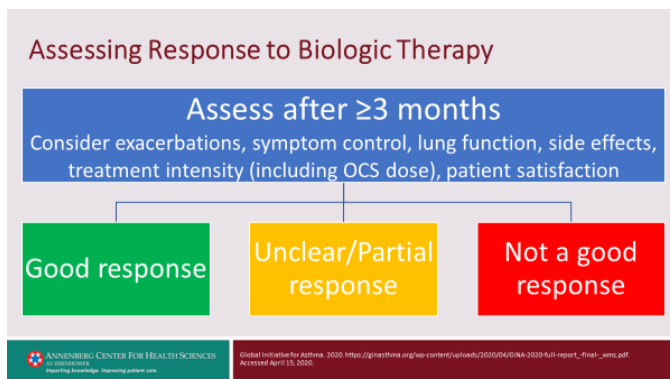 Assessing Response to Biologic Therapy
Assess after ≥3 months
Consider exacerbations, symptom control, lung function, side effects,
treatment intensity (including OCS dose), patient satisfaction
Good response
Unclear/Partial
response
Not a good
response
ANNENBERG CENTER FOR HEALTH SCIENCES
AT EISENHOWER
Imparting knowledge. Improving patient care.
Global Initiative for Asthma. 2020. https://ginasthma.org/wp-content/uploads/2020/04/GINA-2020-full-report_-final-_wms.pdf.
Accessed April 15, 2020.